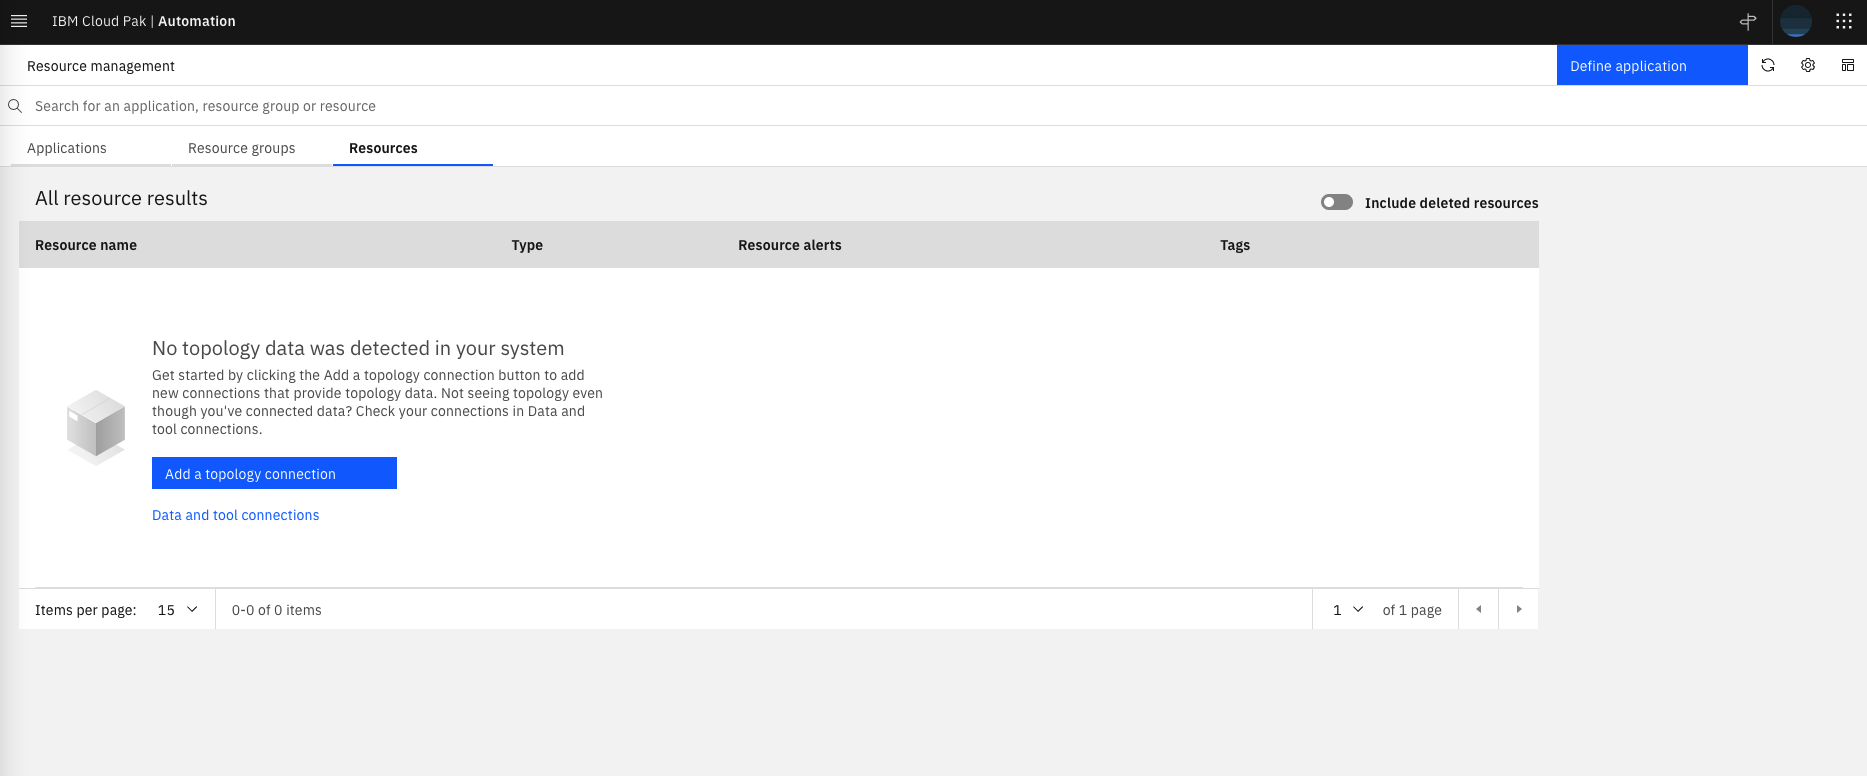 IBM Cloud Pak | Automation
Resource management
Define application
Search for an application, resource group or resource
Applications
Resource groups
Resources
All resource results
Include deleted resources
Resource name
Type
Resource alerts
Tags
No topology data was detected in your system
Get started by clicking the Add a topology connection button to add
new connections that provide topology data. Not seeing topology even
though you've connected data? Check your connections in Data and
tool connections.
Add a topology connection
Data and tool connections
Items per page: 15
0-0 of 0 items
1 of 1 page